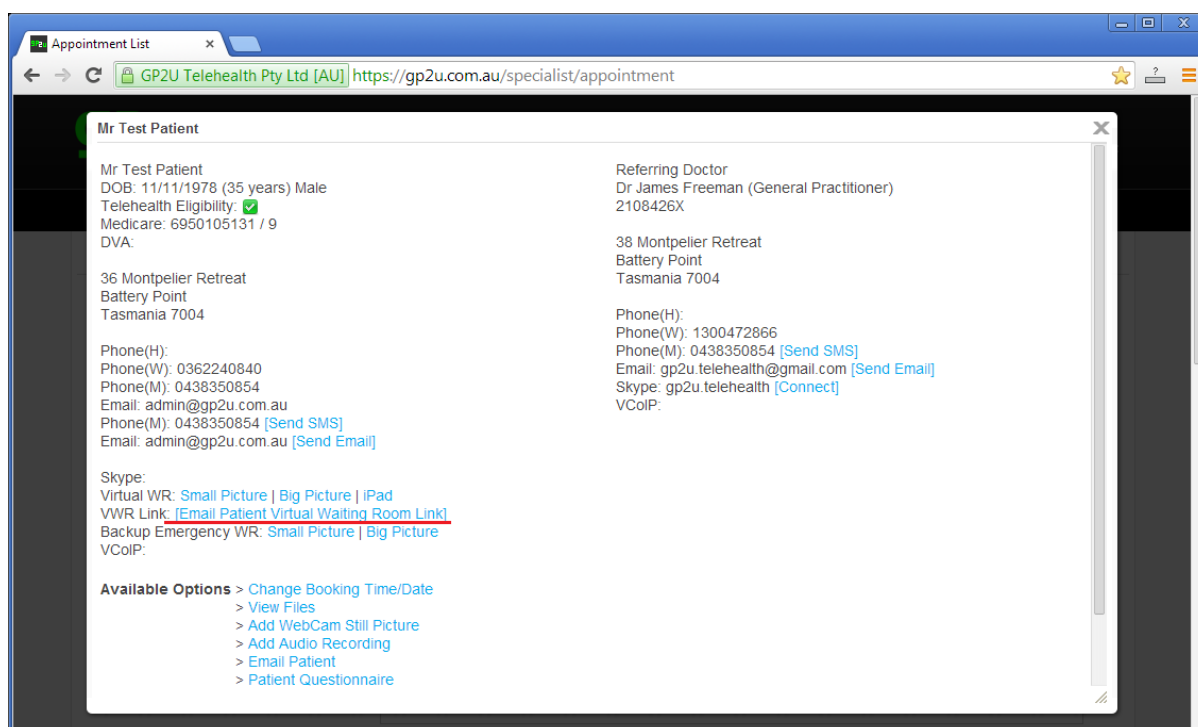 Appointment List
GP2U Telehealth Pty Ltd [AU] https://gp2u.com.au/specialist/appointment
Mr Test Patient
Mr Test Patient
DOB: 11/11/1978 (35 years) Male
Telehealth Eligibility:
Medicare: 6950105131 / 9
DVA:
36 Montpelier Retreat
Battery Point
Tasmania 7004
Phone(H):
Phone(W): 0362240840
Phone(M): 0438350854
Email: admin@gp2u.com.au
Phone(M): 0438350854 [Send SMS]
Email: admin@gp2u.com.au [Send Email]
Skype:
Virtual WR: Small Picture | Big Picture | iPad
VWR Link: [Email Patient Virtual Waiting Room Link]
Backup Emergency WR: Small Picture | Big Picture
VCoIP:
Available Options > Change Booking Time/Date
> View Files
> Add WebCam Still Picture
> Add Audio Recording
> Email Patient
> Patient Questionnaire
Referring Doctor
Dr James Freeman (General Practitioner)
2108426X
38 Montpelier Retreat
Battery Point
Tasmania 7004
Phone(H):
Phone(W): 1300472866
Phone(M): 0438350854 [Send SMS]
Email: gp2u.telehealth@gmail.com [Send Email]
Skype: gp2u.telehealth [Connect]
VCoIP: